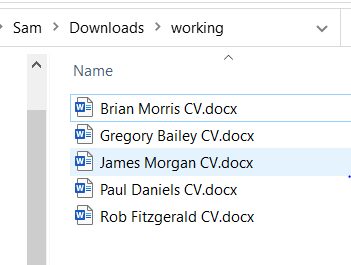 Sam > Downloads > working
Name
Brian Morris CV.docx
Gregory Bailey CV.docx
James Morgan CV.docx
Paul Daniels CV.docx
Rob Fitzgerald CV.docx